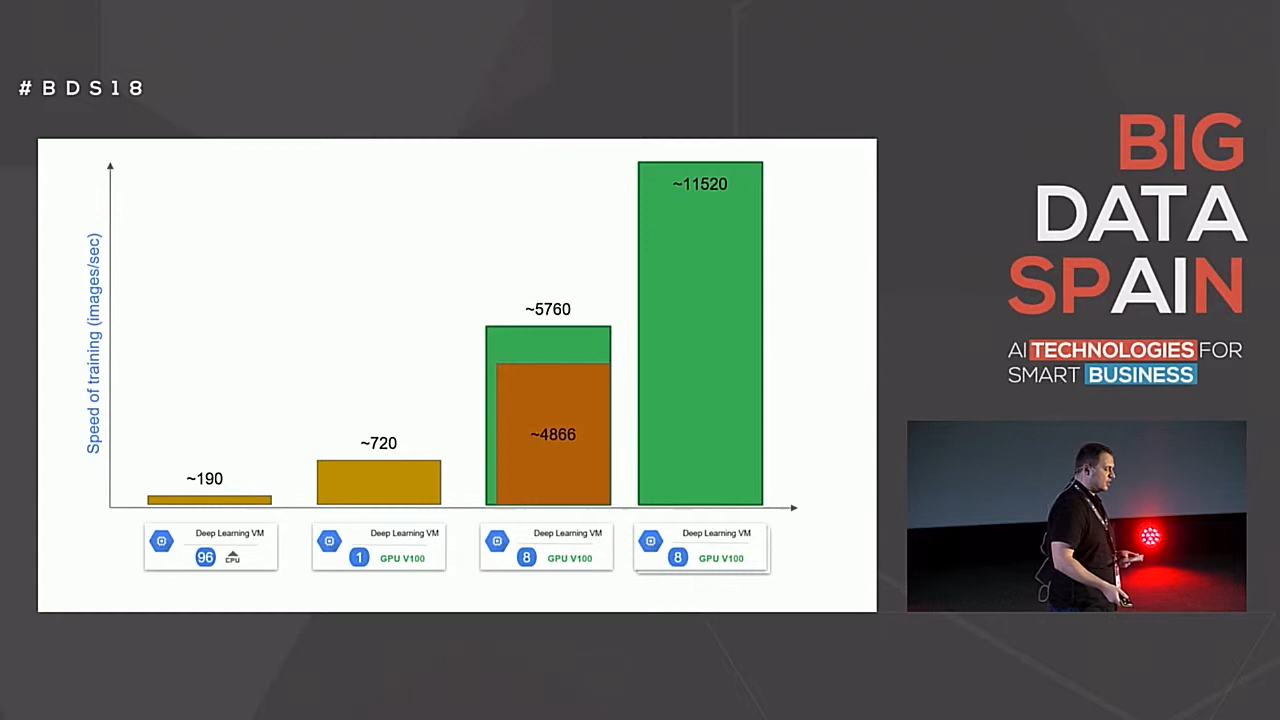 #BDS18
BIG
DATA
SPAIN
AI TECHNOLOGIES FOR
SMART BUSINESS
Speed of training (images/sec)
~190
~720
~5760
~4866
~11520
Deep Learning VM
96 CPU
Deep Learning VM
1 GPU V100
Deep Learning VM
8 GPU V100
Deep Learning VM
8 GPU V100